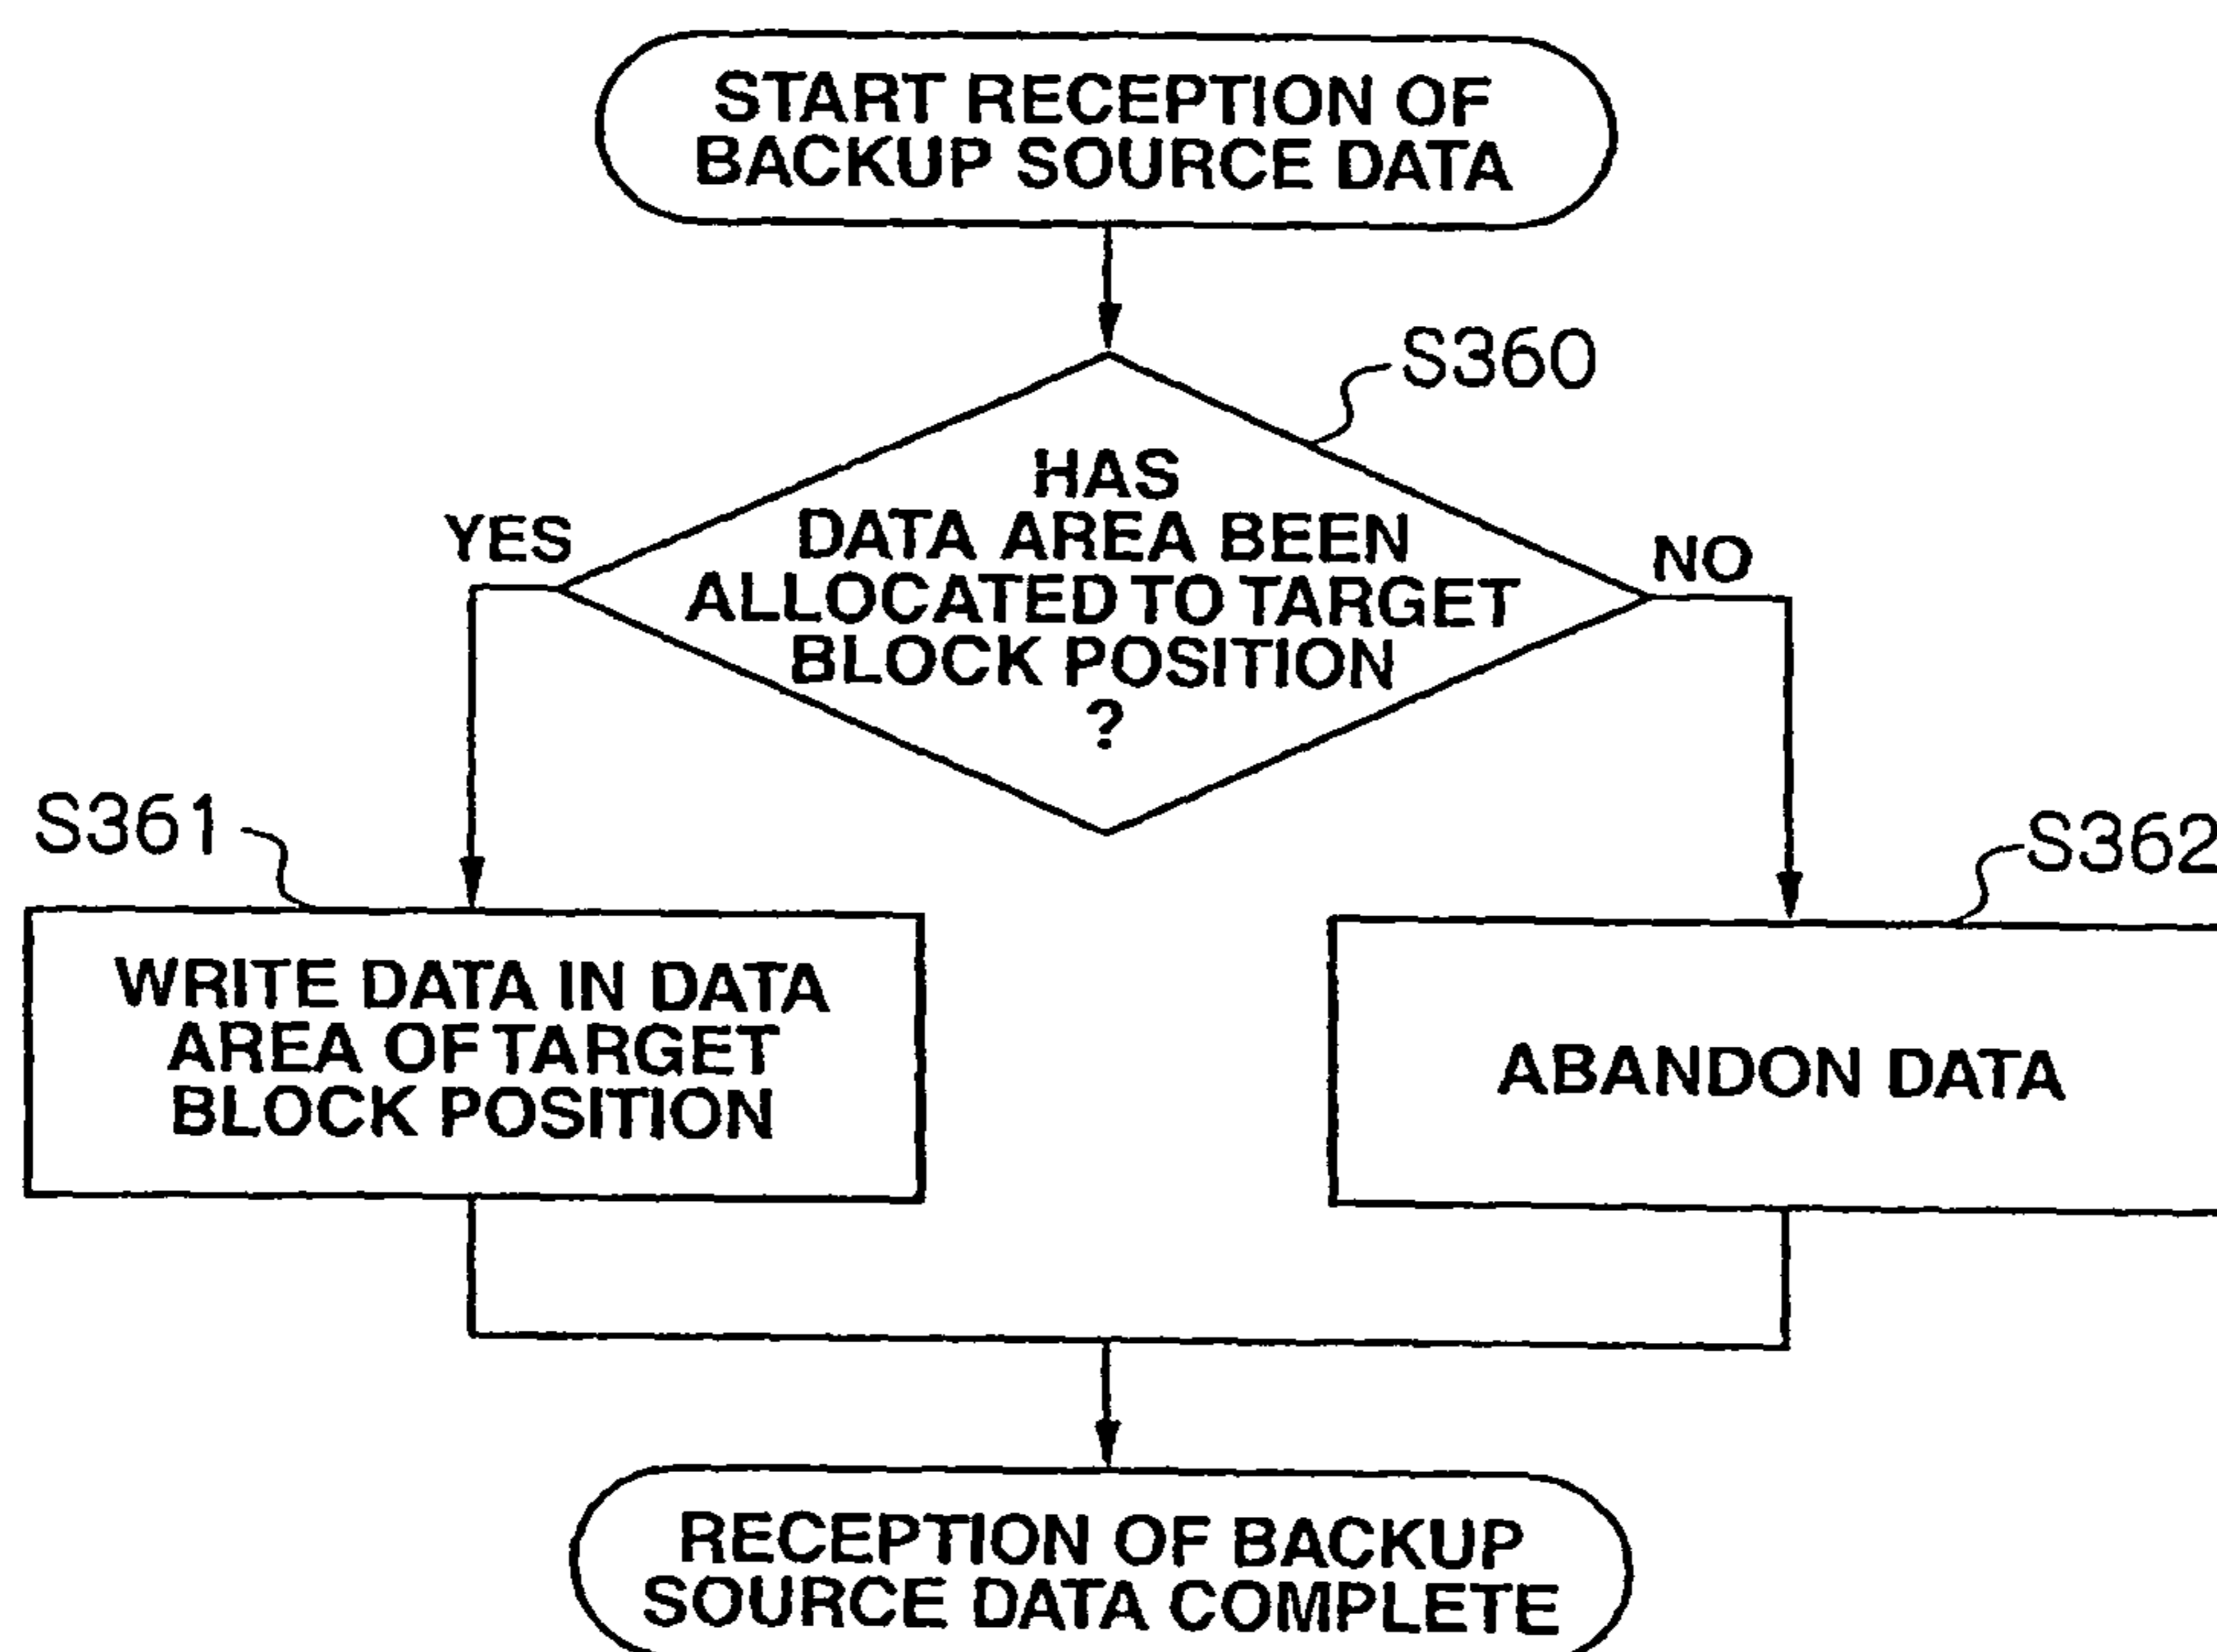 START RECEPTION OF
BACKUP SOURCE DATA
S360
HAS
DATA AREA BEEN
ALLOCATED TO TARGET
BLOCK POSITION
?
YES
NO
S361
S362
WRITE DATA IN DATA
AREA OF TARGET
BLOCK POSITION
ABANDON DATA
RECEPTION OF BACKUP
SOURCE DATA COMPLETE